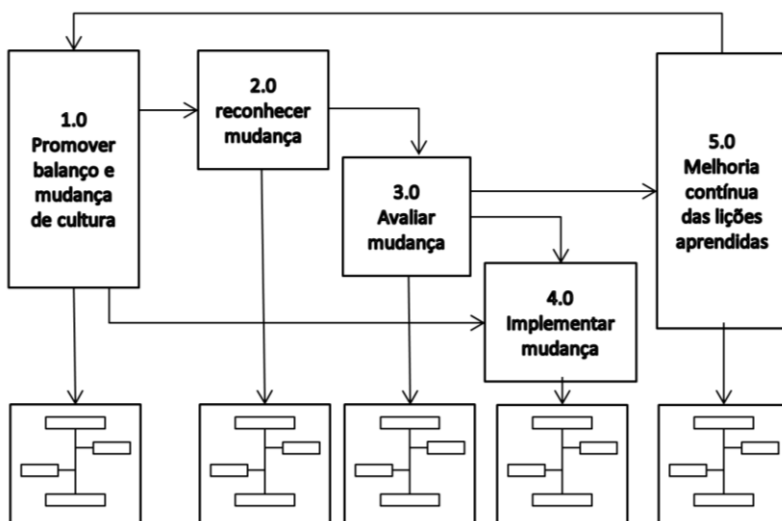 1.0
Promover
balanço e
mudança
de cultura
2.0
reconhecer
mudança
3.0
Avaliar
mudança
4.0
Implementar
mudança
5.0
Melhoria
contínua
das lições
aprendidas